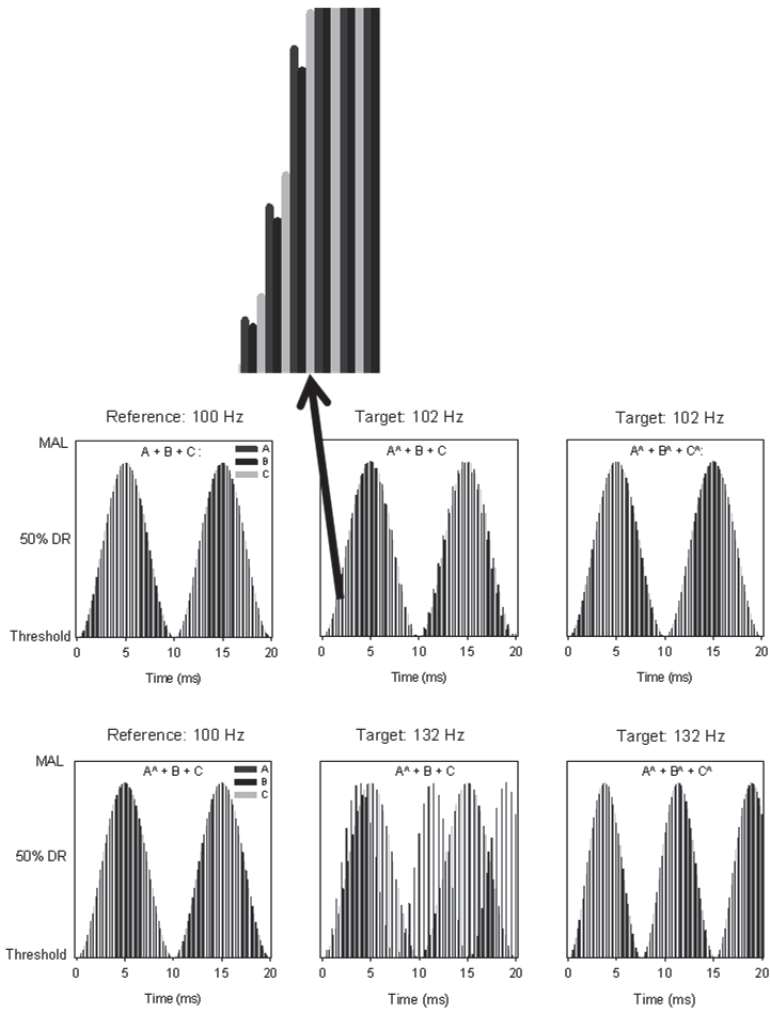 Reference: 100 Hz
Target: 102 Hz
Target: 102 Hz
MAL
50% DR
Threshold
A + B + C :
A
B
C
A^ + B + C
A^ + B^ + C^:
0 5 10 15 20
0 5 10 15 20
0 5 10 15 20
Time (ms)
Time (ms)
Time (ms)
Reference: 100 Hz
Target: 132 Hz
Target: 132 Hz
MAL
50% DR
Threshold
A^ + B + C
A
B
C
A^ + B + C
A^ + B^ + C^
0 5 10 15 20
0 5 10 15 20
0 5 10 15 20
Time (ms)
Time (ms)
Time (ms)